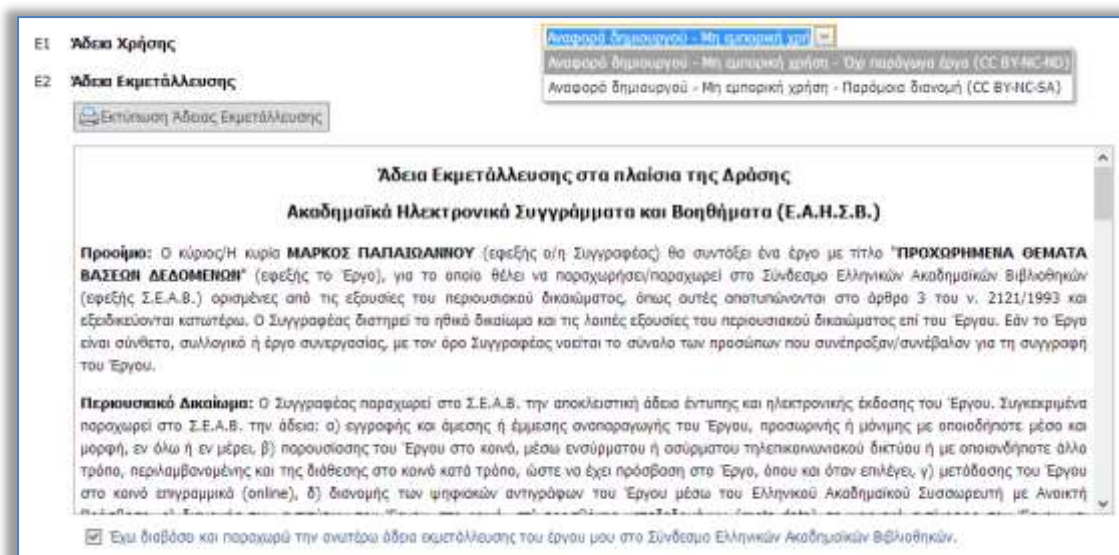 E1 Άδεια Χρήσης
Αναφορά δημιουργού - Μη εμπορική χρή
Αναφορά δημιουργού - Μη εμπορική χρήση - Όχι παράγωγα έργα (CC BY-NC-ND)
E2 Άδεια Εκμετάλλευσης
Αναφορά δημιουργού - Μη εμπορική χρήση - Παρόμοια διανομή (CC BY-NC-SA)
Εκτύπωση Άδειας Εκμετάλλευσης
Άδεια Εκμετάλλευσης στα πλαίσια της Δράσης
Ακαδημαϊκά Ηλεκτρονικά Συγγράμματα και Βοηθήματα (Ε.Α.Η.Σ.Β.)
Προοίμιο: Ο κύριος/Η κυρία ΜΑΡΚΟΣ ΠΑΠΑΙΩΑΝΝΟΥ (εφεξής ο/η Συγγραφέας) θα συντάξει ένα έργο με τίτλο "ΠΡΟΧΩΡΗΜΕΝΑ ΘΕΜΑΤΑ
ΒΑΣΕΩΝ ΔΕΔΟΜΕΝΩΝ" (εφεξής το Έργο), για το οποίο θέλει να παραχωρήσει/παραχωρεί στο Σύνδεσμο Ελληνικών Ακαδημαϊκών Βιβλιοθηκών
(εφεξής Σ.Ε.Α.Β.) ορισμένες από τις εξουσίες του περιουσιακού δικαιώματος, όπως αυτές αποτυπώνονται στο άρθρο 3 του ν. 2121/1993 και
εξειδικεύονται κατωτέρω. Ο Συγγραφέας διατηρεί το ηθικό δικαίωμα και τις λοιπές εξουσίες του περιουσιακού δικαιώματος επί του Έργου. Εάν το Έργο
είναι σύνθετο, συλλογικό ή έργο συνεργασίας, με τον όρο Συγγραφέας νοείται το σύνολο των προσώπων που συνέπραξαν/συνέβαλαν για τη συγγραφή
του Έργου.
Περιουσιακό Δικαίωμα: Ο Συγγραφέας παραχωρεί στο Σ.Ε.Α.Β. την αποκλειστική άδεια έντυπης και ηλεκτρονικής έκδοσης του Έργου. Συγκεκριμένα
παραχωρεί στο Σ.Ε.Α.Β. την άδεια: α) εγγραφής και άμεσης ή έμμεσης αναπαραγωγής του Έργου, προσωρινής ή μόνιμης με οποιοδήποτε μέσο και
μορφή, εν όλω ή εν μέρει, β) παρουσίασης του Έργου στο κοινό, μέσω ενσύρματου ή ασύρματου τηλεπικοινωνιακού δικτύου ή με οποιονδήποτε άλλο
τρόπο, περιλαμβανομένης και της διάθεσης στο κοινό κατά τρόπο, ώστε να έχει πρόσβαση στο Έργο, όπου και όταν επιλέγει, γ) μετάδοσης του Έργου
στο κοινό επιγραμμικά (online), δ) διανομής των ψηφιακών αντιγράφων του Έργου μέσω του Ελληνικού Ακαδημαϊκού Συσσωρευτή με Ανοικτή
Έχω διαβάσει και παραχωρώ την ανωτέρω άδεια εκμετάλλευσης του έργου μου στο Σύνδεσμο Ελληνικών Ακαδημαϊκών Βιβλιοθηκών.